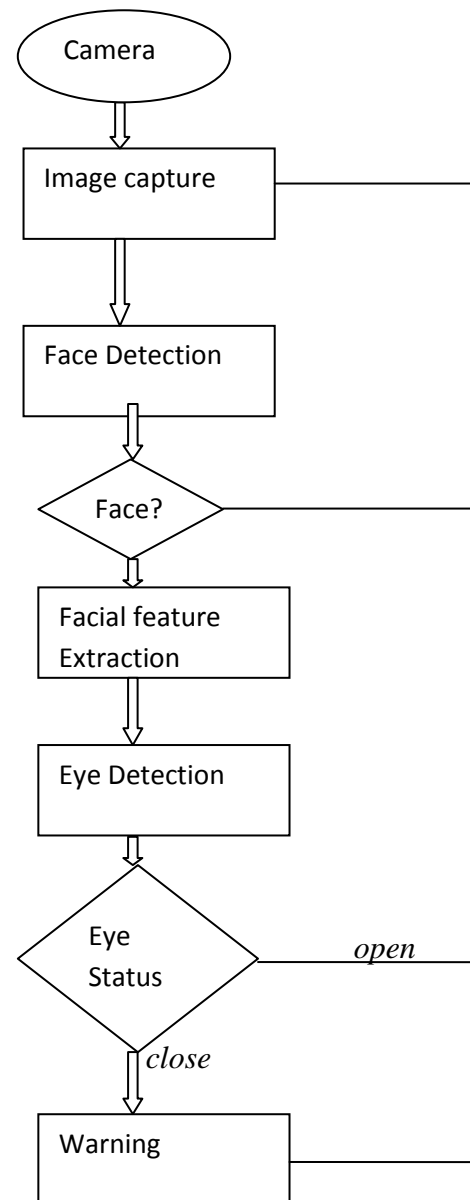 Camera
Image capture
Face Detection
Face?
Facial feature
Extraction
Eye Detection
Eye
Status
open
close
Warning